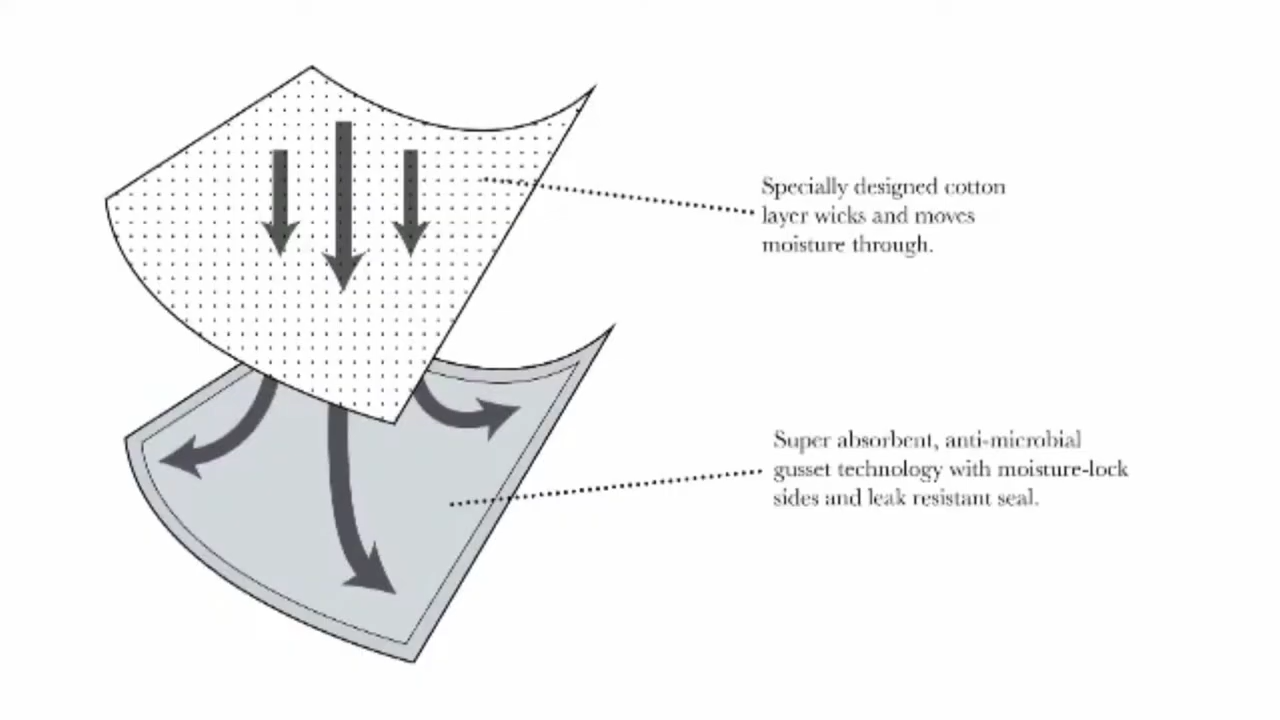 Specially designed cotton
layer wicks and moves
moisture through.
Super absorbent, anti-microbial
gusset technology with moisture-lock
sides and leak resistant seal.